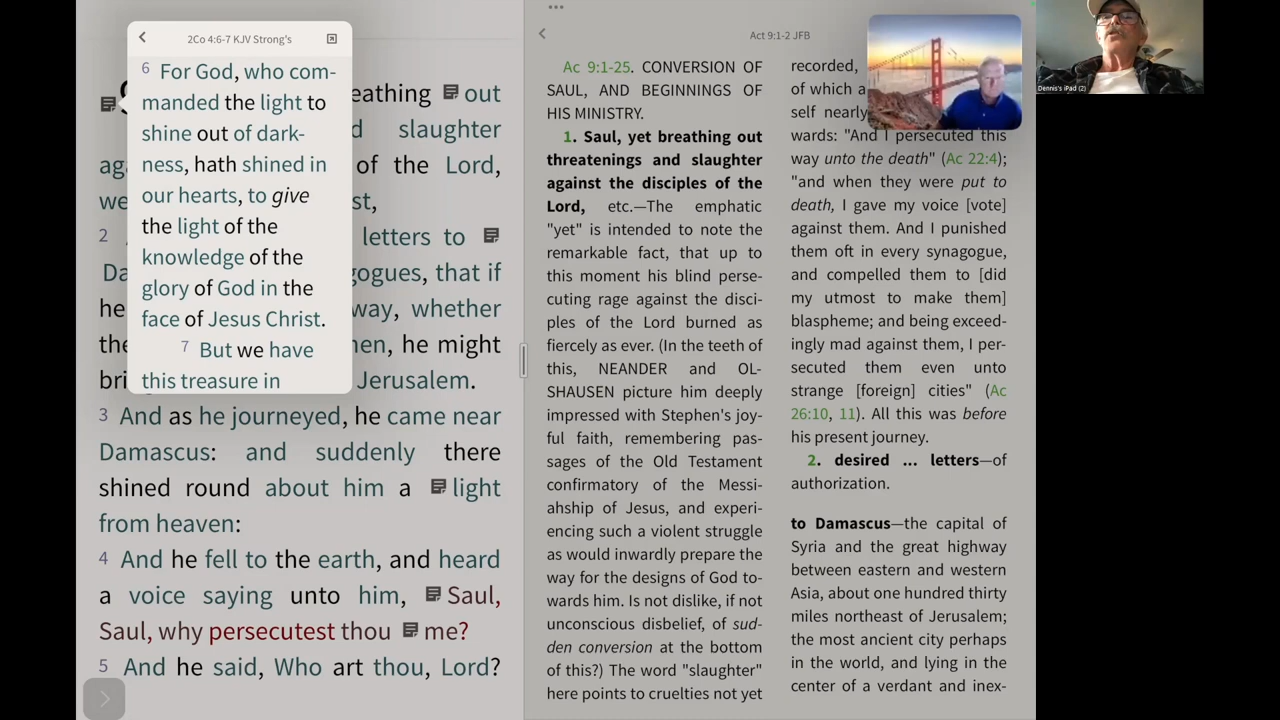 2Co 4:6-7 KJV Strong's
6 For God, who com-
manded the light to
shine out of dark-
ness, hath shined in
our hearts, to give
the light of the
knowledge of the
glory of God in the
face of Jesus Christ.
7 But we have
this treasure in
eathing out
d slaughter
of the Lord,
we st,
2 letters to
gogues, that if
he way, whether
the en, he might
bri Jerusalem.
3 And as he journeyed, he came near
Damascus: and suddenly there
shined round about him a light
from heaven:
4 And he fell to the earth, and heard
a voice saying unto him, Saul,
Saul, why persecutest thou me?
5 And he said, Who art thou, Lord?
Act 9:1-2 JFB
Ac 9:1-25. CONVERSION OF
SAUL, AND BEGINNINGS OF
HIS MINISTRY.
1. Saul, yet breathing out
threatenings and slaughter
against the disciples of the
Lord, etc.—The emphatic
"yet" is intended to note the
remarkable fact, that up to
this moment his blind perse-
cuting rage against the disci-
ples of the Lord burned as
fiercely as ever. (In the teeth of
this, NEANDER and OL-
SHAUSEN picture him deeply
impressed with Stephen's joy-
ful faith, remembering pas-
sages of the Old Testament
confirmatory of the Messi-
ahship of Jesus, and experi-
encing such a violent struggle
as would inwardly prepare the
way for the designs of God to-
wards him. Is not dislike, if not
unconscious disbelief, of sud-
den conversion at the bottom
of this?) The word "slaughter"
here points to cruelties not yet
recorded,
of which a
self nearly
wards: "And I persecuted this
way unto the death" (Ac 22:4);
"and when they were put to
death, I gave my voice [vote]
against them. And I punished
them oft in every synagogue,
and compelled them to [did
my utmost to make them]
blaspheme; and being exceed-
ingly mad against them, I per-
secuted them even unto
strange [foreign] cities" (Ac
26:10, 11). All this was before
his present journey.
2. desired ... letters—of
authorization.
to Damascus—the capital of
Syria and the great highway
between eastern and western
Asia, about one hundred thirty
miles northeast of Jerusalem;
the most ancient city perhaps
in the world, and lying in the
center of a verdant and inex-
Dennis's iPad (2)